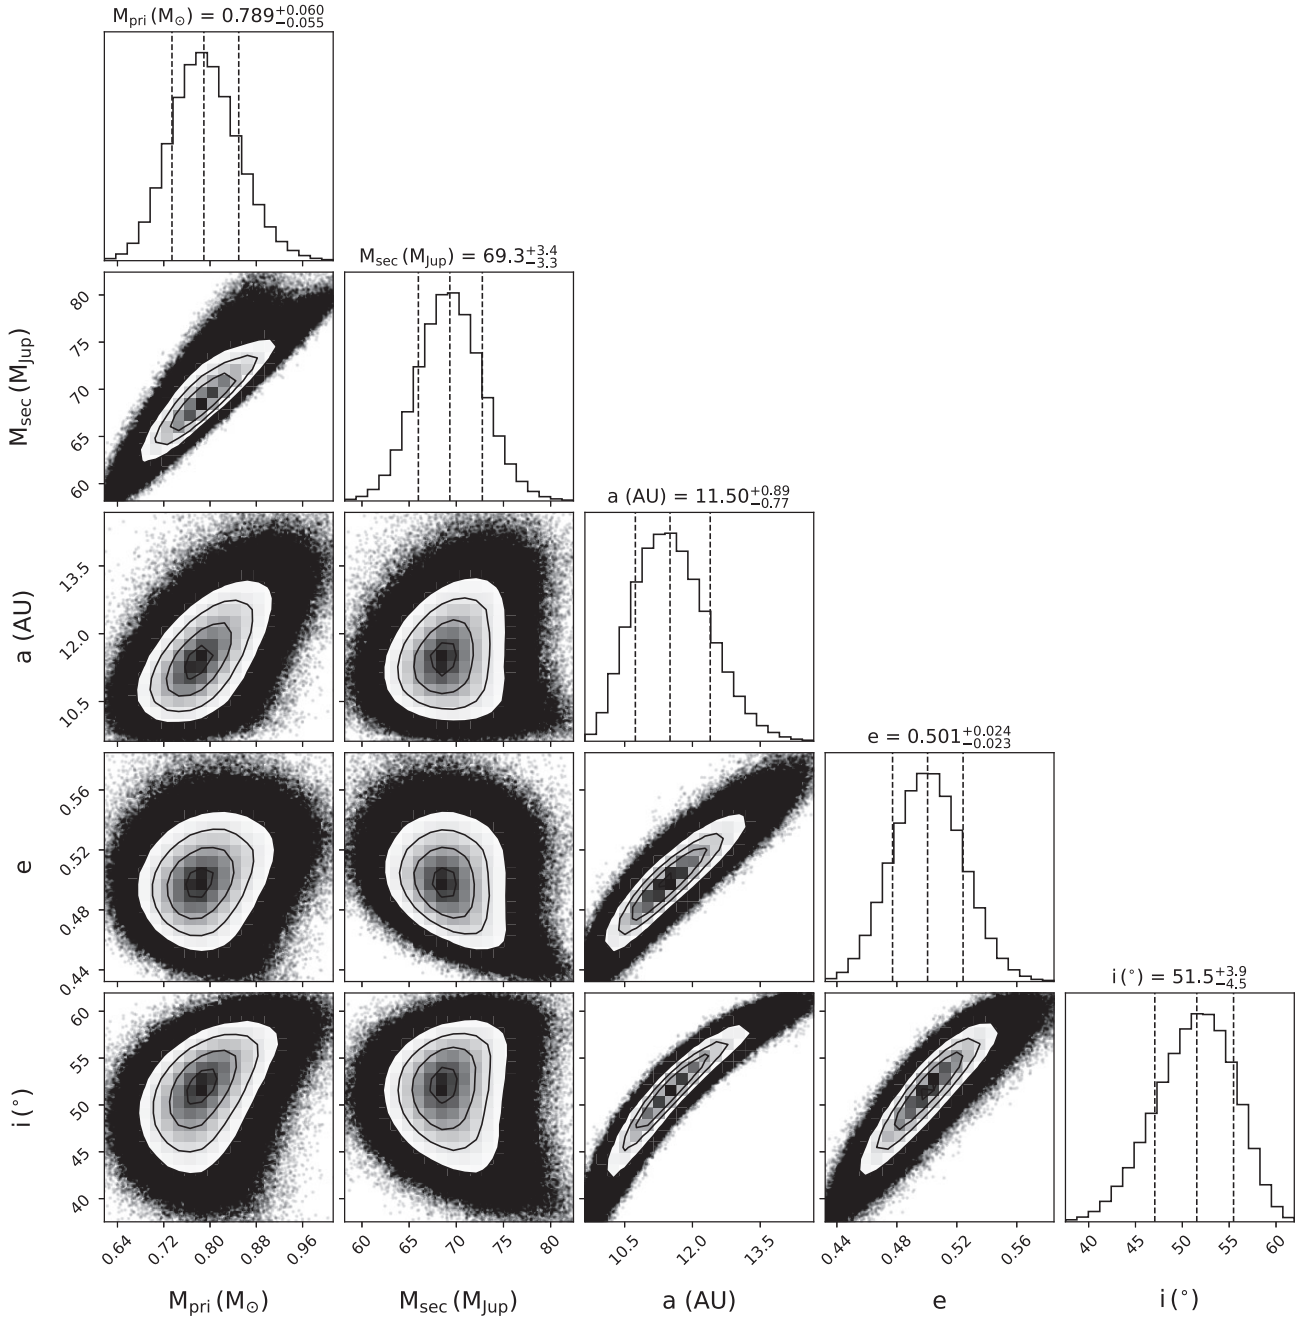 M_pri (M_⊙) = 0.789 +0.060 −0.055
M_sec (M_Jup) = 69.3 +3.4 −3.3
80
75
70
65
60
M_sec (M_Jup)
a (AU) = 11.50 +0.89 −0.77
13.5
12.0
10.5
a (AU)
e = 0.501 +0.024 −0.023
0.56
0.52
0.48
0.44
e
i (°) = 51.5 +3.9 −4.5
60
55
50
45
40
i (°)
0.64 0.72 0.80 0.88 0.96
60 65 70 75 80
10.5 12.0 13.5
0.44 0.48 0.52 0.56
40 45 50 55 60
M_pri (M_⊙) M_sec (M_Jup) a (AU) e i (°)